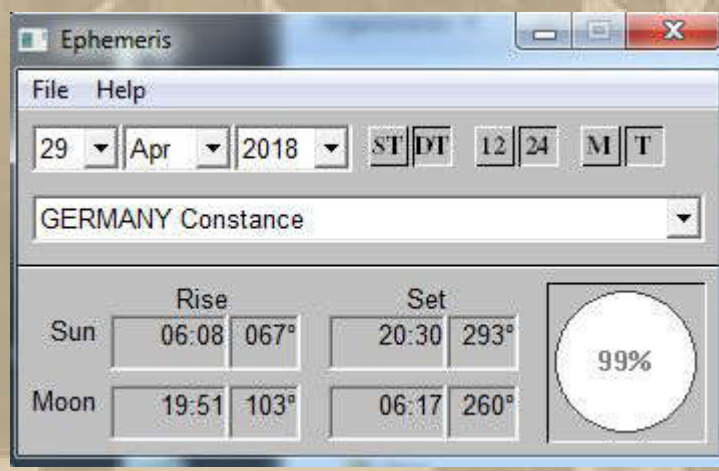 Ephemeris
File Help
29 Apr 2018 ST DT 12 24 M T
GERMANY Constance
Rise Set
Sun 06:08 067° 20:30 293°
99%
Moon 19:51 103° 06:17 260°